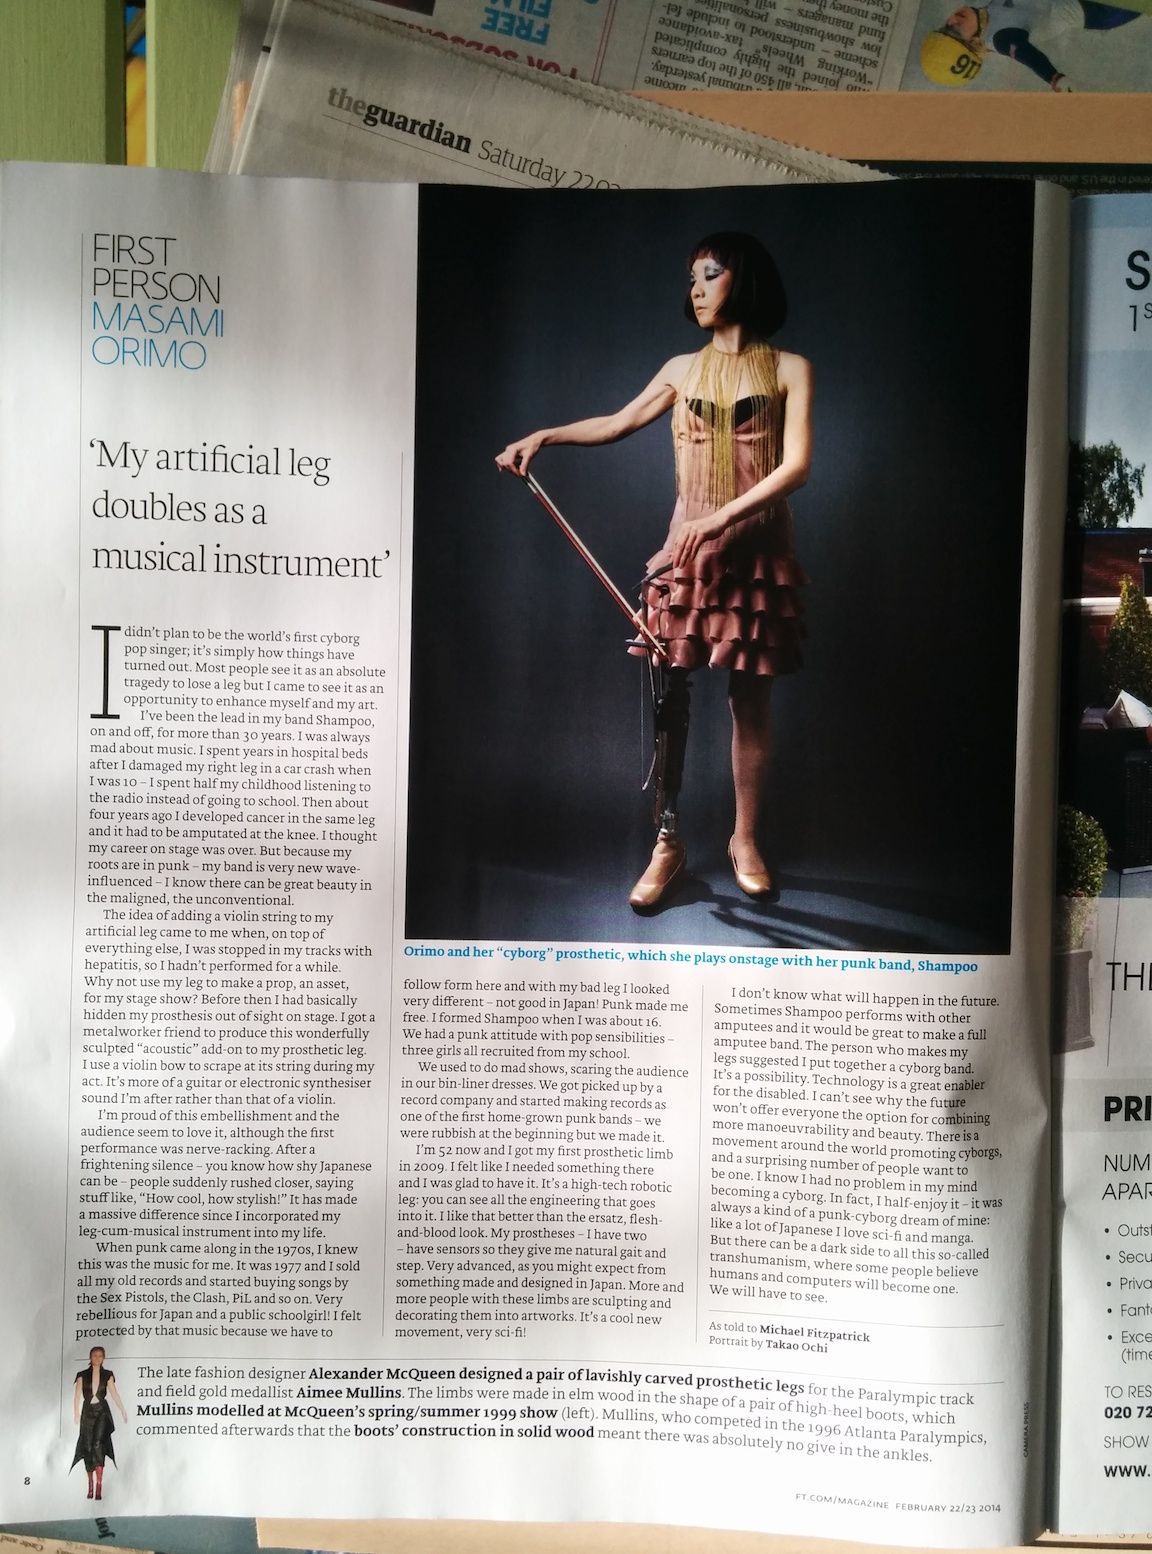 FREE
FILM
theguardian Saturday 22.02
FIRST
PERSON
MASAMI
ORIMO
‘My artificial leg
doubles as a
musical instrument’
I didn’t plan to be the world’s first cyborg
pop singer; it’s simply how things have
turned out. Most people see it as an absolute
tragedy to lose a leg but I came to see it as an
opportunity to enhance myself and my art.
I’ve been the lead in my band Shampoo,
on and off, for more than 30 years. I was always
mad about music. I spent years in hospital beds
after I damaged my right leg in a car crash when
I was 10 – I spent half my childhood listening to
the radio instead of going to school. Then about
four years ago I developed cancer in the same leg
and it had to be amputated at the knee. I thought
my career on stage was over. But because my
roots are in punk – my band is very new wave-
influenced – I know there can be great beauty in
the maligned, the unconventional.
The idea of adding a violin string to my
artificial leg came to me when, on top of
everything else, I was stopped in my tracks with
hepatitis, so I hadn’t performed for a while.
Why not use my leg to make a prop, an asset,
for my stage show? Before then I had basically
hidden my prosthesis out of sight on stage. I got a
metalworker friend to produce this wonderfully
sculpted “acoustic” add-on to my prosthetic leg.
I use a violin bow to scrape at its string during my
act. It’s more of a guitar or electronic synthesiser
sound I’m after rather than that of a violin.
I’m proud of this embellishment and the
audience seem to love it, although the first
performance was nerve-racking. After a
frightening silence – you know how shy Japanese
can be – people suddenly rushed closer, saying
stuff like, “How cool, how stylish!” It has made
a massive difference since I incorporated my
leg-cum-musical instrument into my life.
When punk came along in the 1970s, I knew
this was the music for me. It was 1977 and I sold
all my old records and started buying songs by
the Sex Pistols, the Clash, PiL and so on. Very
rebellious for Japan and a public schoolgirl! I felt
protected by that music because we have to
Orimo and her “cyborg” prosthetic, which she plays onstage with her punk band, Shampoo
follow form here and with my bad leg I looked
very different – not good in Japan! Punk made me
free. I formed Shampoo when I was about 16.
We had a punk attitude with pop sensibilities –
three girls all recruited from my school.
We used to do mad shows, scaring the audience
in our bin-liner dresses. We got picked up by a
record company and started making records as
one of the first home-grown punk bands – we
were rubbish at the beginning but we made it.
I’m 52 now and I got my first prosthetic limb
in 2009. I felt like I needed something there
and I was glad to have it. It’s a high-tech robotic
leg: you can see all the engineering that goes
into it. I like that better than the ersatz, flesh-
and-blood look. My prostheses – I have two
– have sensors so they give me natural gait and
step. Very advanced, as you might expect from
something made and designed in Japan. More and
more people with these limbs are sculpting and
decorating them into artworks. It’s a cool new
movement, very sci-fi!
I don’t know what will happen in the future.
Sometimes Shampoo performs with other
amputees and it would be great to make a full
amputee band. The person who makes my
legs suggested I put together a cyborg band.
It’s a possibility. Technology is a great enabler
for the disabled. I can’t see why the future
won’t offer everyone the option for combining
more manoeuvrability and beauty. There is a
movement around the world promoting cyborgs,
and a surprising number of people want to
be one. I know I had no problem in my mind
becoming a cyborg. In fact, I half-enjoy it – it was
always a kind of a punk-cyborg dream of mine:
like a lot of Japanese I love sci-fi and manga.
But there can be a dark side to all this so-called
transhumanism, where some people believe
humans and computers will become one.
We will have to see.
As told to Michael Fitzpatrick
Portrait by Takao Ochi
The late fashion designer Alexander McQueen designed a pair of lavishly carved prosthetic legs for the Paralympic track
and field gold medallist Aimee Mullins. The limbs were made in elm wood in the shape of a pair of high-heel boots, which
Mullins modelled at McQueen’s spring/summer 1999 show (left). Mullins, who competed in the 1996 Atlanta Paralympics,
commented afterwards that the boots’ construction in solid wood meant there was absolutely no give in the ankles.
CAMERA PRESS
8
FT.COM/MAGAZINE FEBRUARY 22/23 2014
S
THE
PRI
NUM
APAR
TO RES
020 72
SHOW
www.